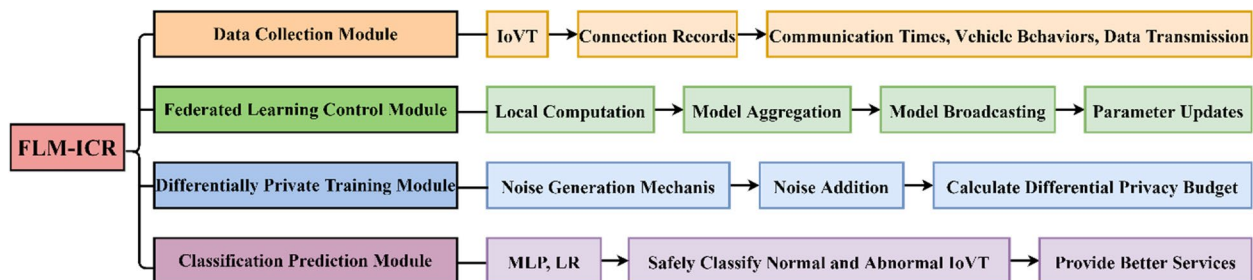 FLM-ICR
Data Collection Module
IoVT
Connection Records
Communication Times, Vehicle Behaviors, Data Transmission
Federated Learning Control Module
Local Computation
Model Aggregation
Model Broadcasting
Parameter Updates
Differentially Private Training Module
Noise Generation Mechanis
Noise Addition
Calculate Differential Privacy Budget
Classification Prediction Module
MLP, LR
Safely Classify Normal and Abnormal IoVT
Provide Better Services